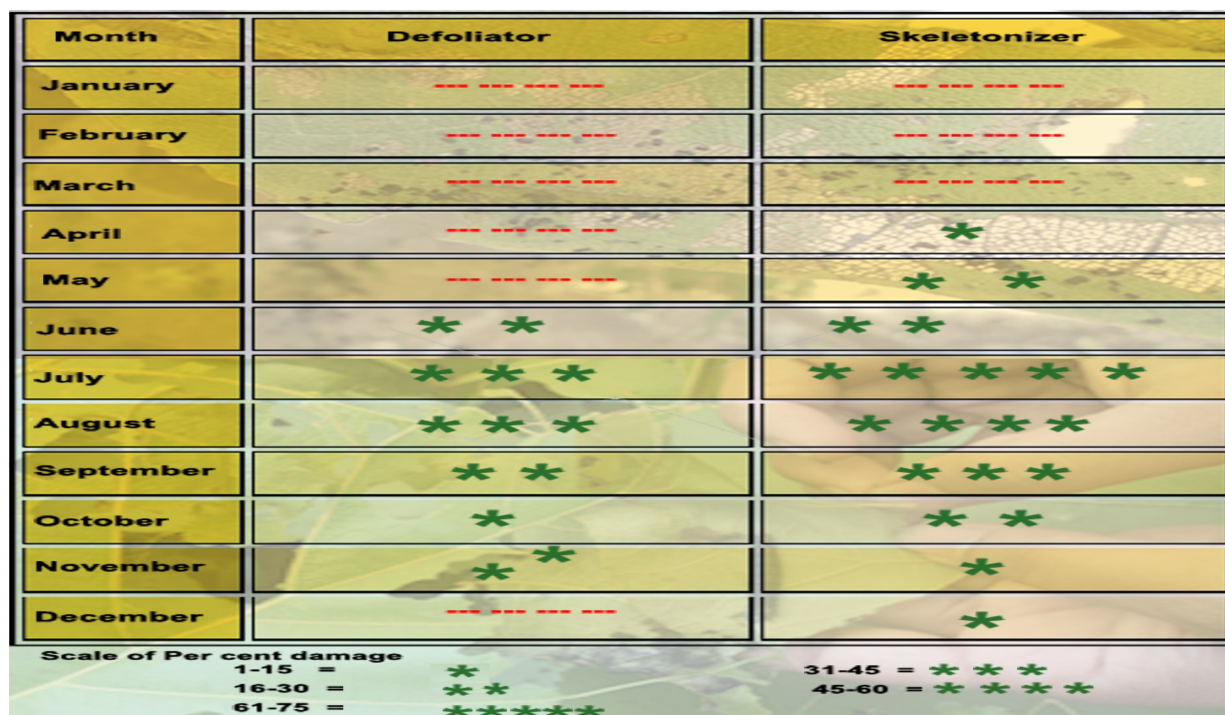 Month Defoliator Skeletonizer
January --- --- --- --- --- --- --- ---
February --- --- --- --- --- --- --- ---
March --- --- --- --- --- --- --- ---
April --- --- --- --- *
May --- --- --- --- * *
June * * * *
July * * * * * * * *
August * * * * * * *
September * * * * *
October * * *
November * * *
December --- --- --- --- *
Scale of Per cent damage
1-15 = * 31-45 = * * *
16-30 = * * 45-60 = * * * *
61-75 = *****